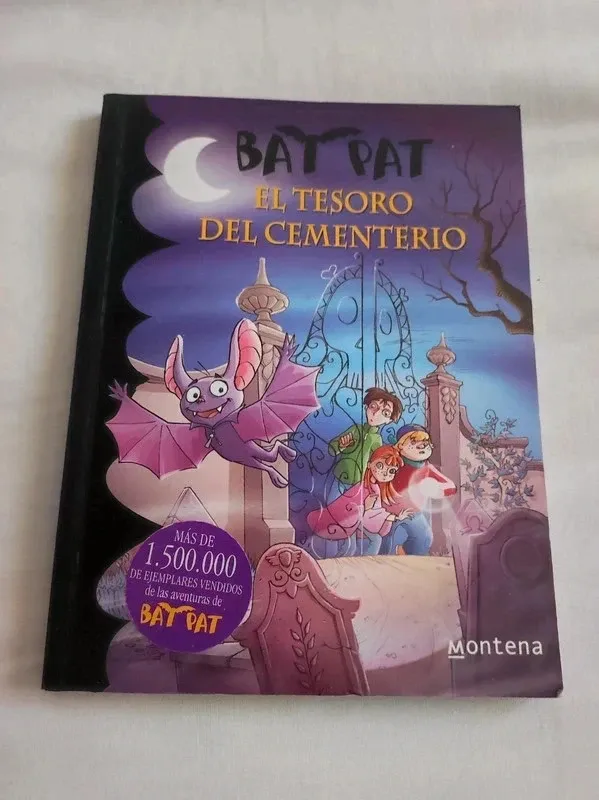 BAT PAT
EL TESORO
DEL CEMENTERIO
MÁS DE
1.500.000
DE EJEMPLARES VENDIDOS
de las aventuras de
BAT PAT
Montena